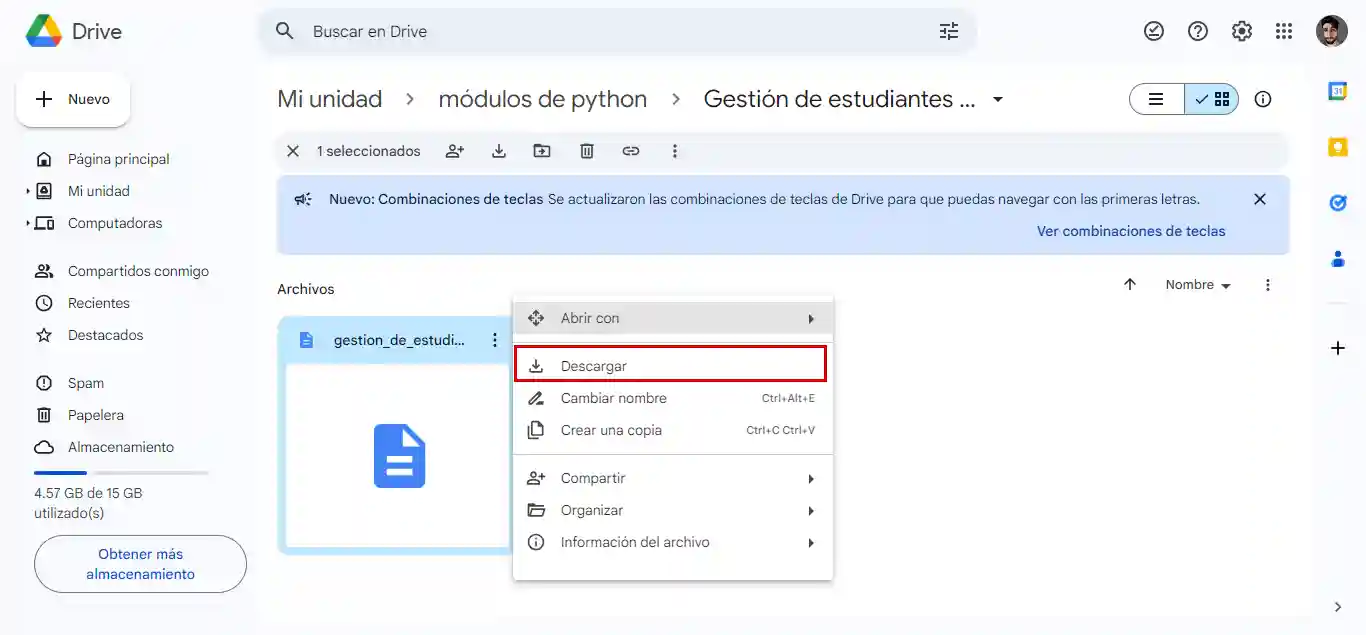 Drive
Buscar en Drive
Nuevo
Mi unidad
módulos de python
Gestión de estudiantes ...
Página principal
Mi unidad
Computadoras
Compartidos conmigo
Recientes
Destacados
Spam
Papelera
Almacenamiento
4.57 GB de 15 GB
utilizado(s)
Obtener más
almacenamiento
1 seleccionados
Nuevo: Combinaciones de teclas Se actualizaron las combinaciones de teclas de Drive para que puedas navegar con las primeras letras.
Ver combinaciones de teclas
Archivos
Nombre
gestion_de_estudi...
Abrir con
Descargar
Cambiar nombre Ctrl+Alt+E
Crear una copia Ctrl+C Ctrl+V
Compartir
Organizar
Información del archivo
31